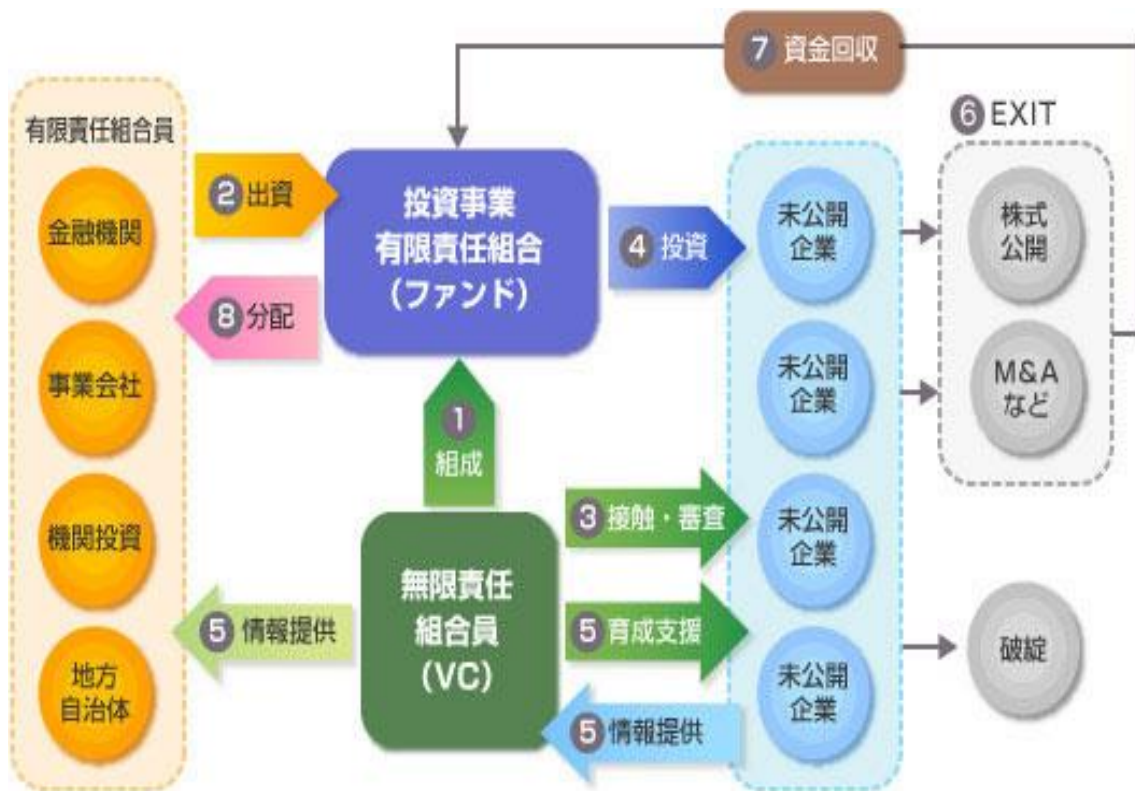 ⑦ 資金回収
⑥ EXIT
有限責任組合員
金融機関
事業会社
機関投資
地方
自治体
② 出資
⑧ 分配
投資事業
有限責任組合
(ファンド)
④ 投資
①
組成
無限責任
組合員
(VC)
③ 接触・審査
⑤ 育成支援
⑤ 情報提供
⑤ 情報提供
未公開
企業
未公開
企業
未公開
企業
未公開
企業
株式
公開
M&A
など
破綻